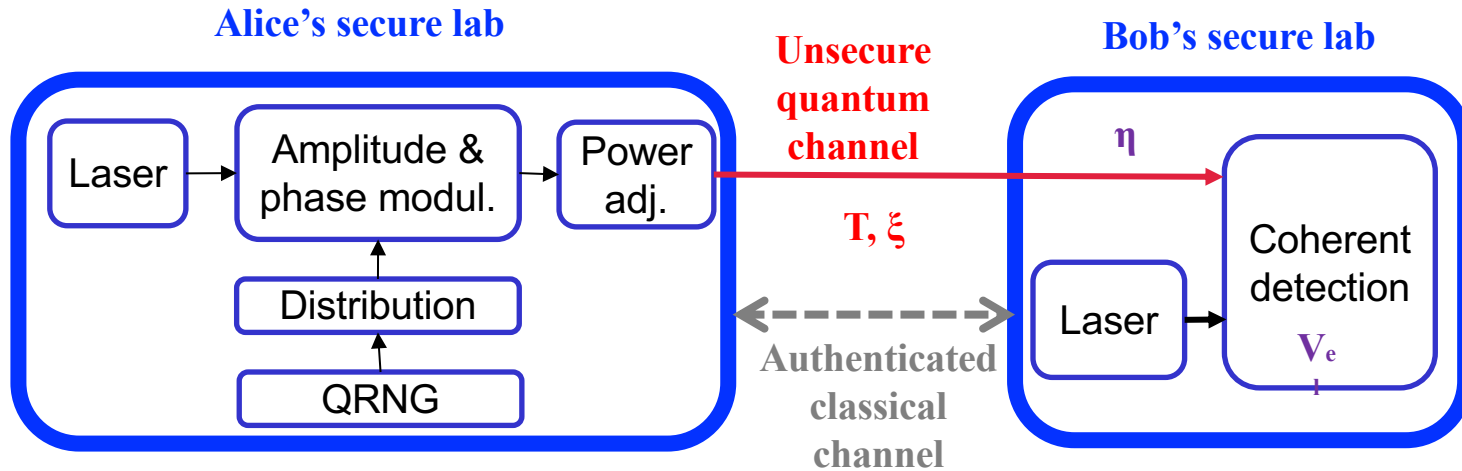 Alice's secure lab
Laser
Amplitude &
phase modul.
Power
adj.
Distribution
QRNG
Unsecure
quantum
channel
T, ξ
Authenticated
classical
channel
Bob's secure lab
η
Laser
Coherent
detection
Ve
l